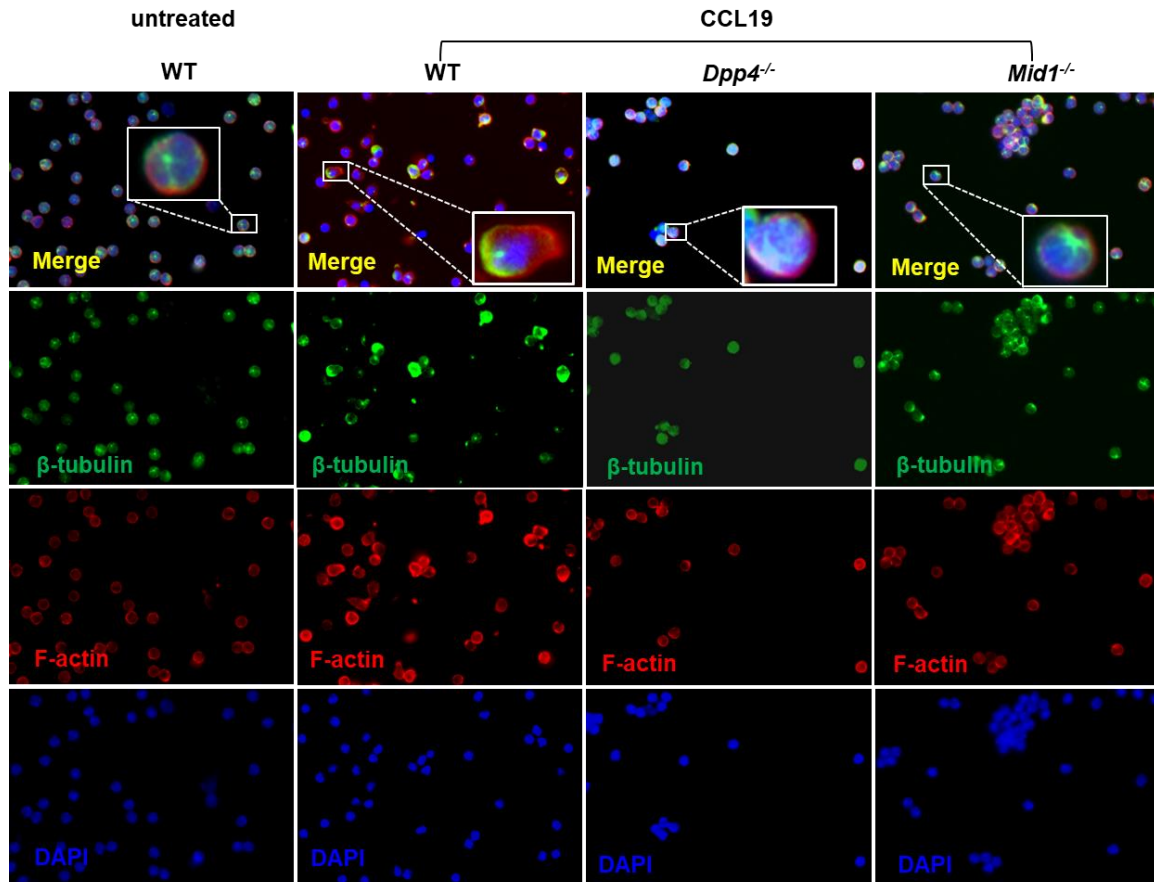 untreated
CCL19
WT
WT
Dpp4-/-
Mid1-/-
Merge
Merge
Merge
Merge
β-tubulin
β-tubulin
β-tubulin
β-tubulin
F-actin
F-actin
F-actin
F-actin
DAPI
DAPI
DAPI
DAPI